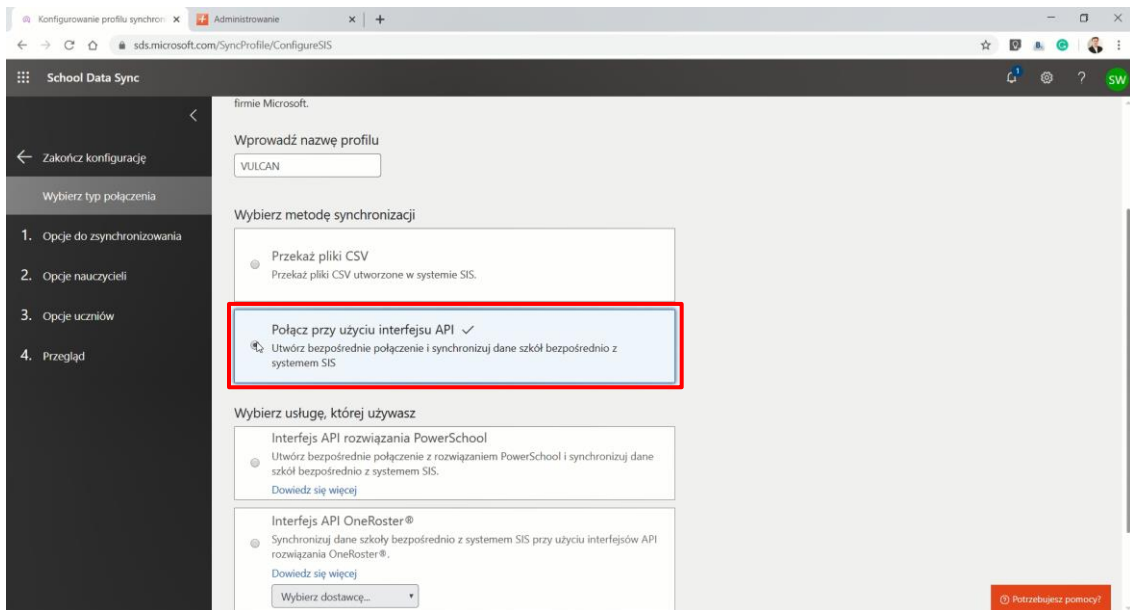 Konfigurowanie profilu synchron
Administrowanie
sds.microsoft.com/SyncProfile/ConfigureSIS
School Data Sync
1
SW
Zakończ konfigurację
Wybierz typ połączenia
1. Opcje do zsynchronizowania
2. Opcje nauczycieli
3. Opcje uczniów
4. Przegląd
firmie Microsoft.
Wprowadź nazwę profilu
VULCAN
Wybierz metodę synchronizacji
Przekaż pliki CSV
Przekaż pliki CSV utworzone w systemie SIS.
Połącz przy użyciu interfejsu API
Utwórz bezpośrednie połączenie i synchronizuj dane szkół bezpośrednio z
systemem SIS
Wybierz usługę, której używasz
Interfejs API rozwiązania PowerSchool
Utwórz bezpośrednie połączenie z rozwiązaniem PowerSchool i synchronizuj dane
szkół bezpośrednio z systemem SIS.
Dowiedz się więcej
Interfejs API OneRoster®
Synchronizuj dane szkoły bezpośrednio z systemem SIS przy użyciu interfejsów API
rozwiązania OneRoster®.
Dowiedz się więcej
Wybierz dostawcę...
Potrzebujesz pomocy?